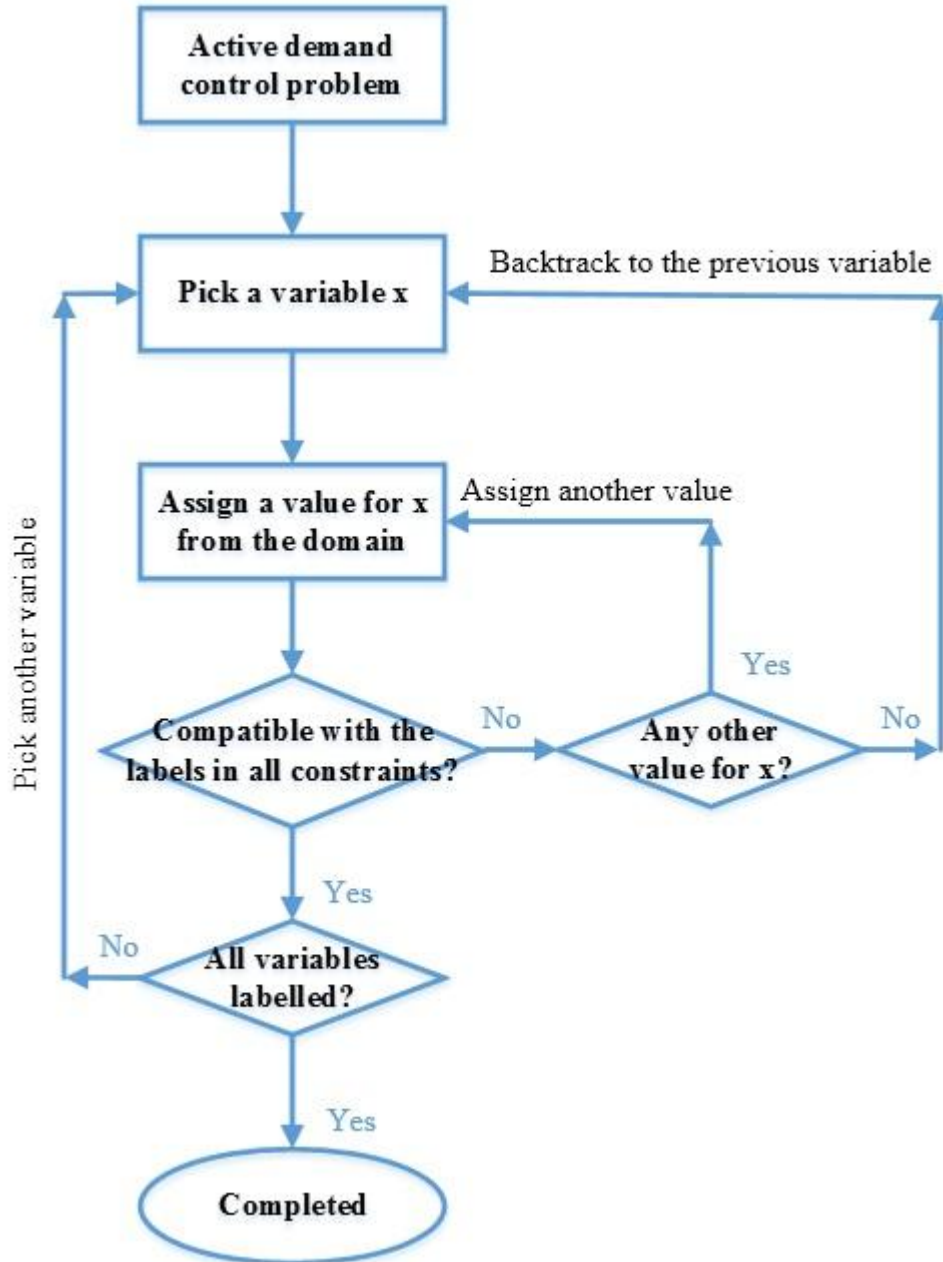 Active demand
control problem
Backtrack to the previous variable
Pick a variable x
Assign another value
Assign a value for x
from the domain
Pick another variable
Yes
Compatible with the
labels in all constraints?
No
Any other
value for x?
No
Yes
No
All variables
labelled?
Yes
Completed